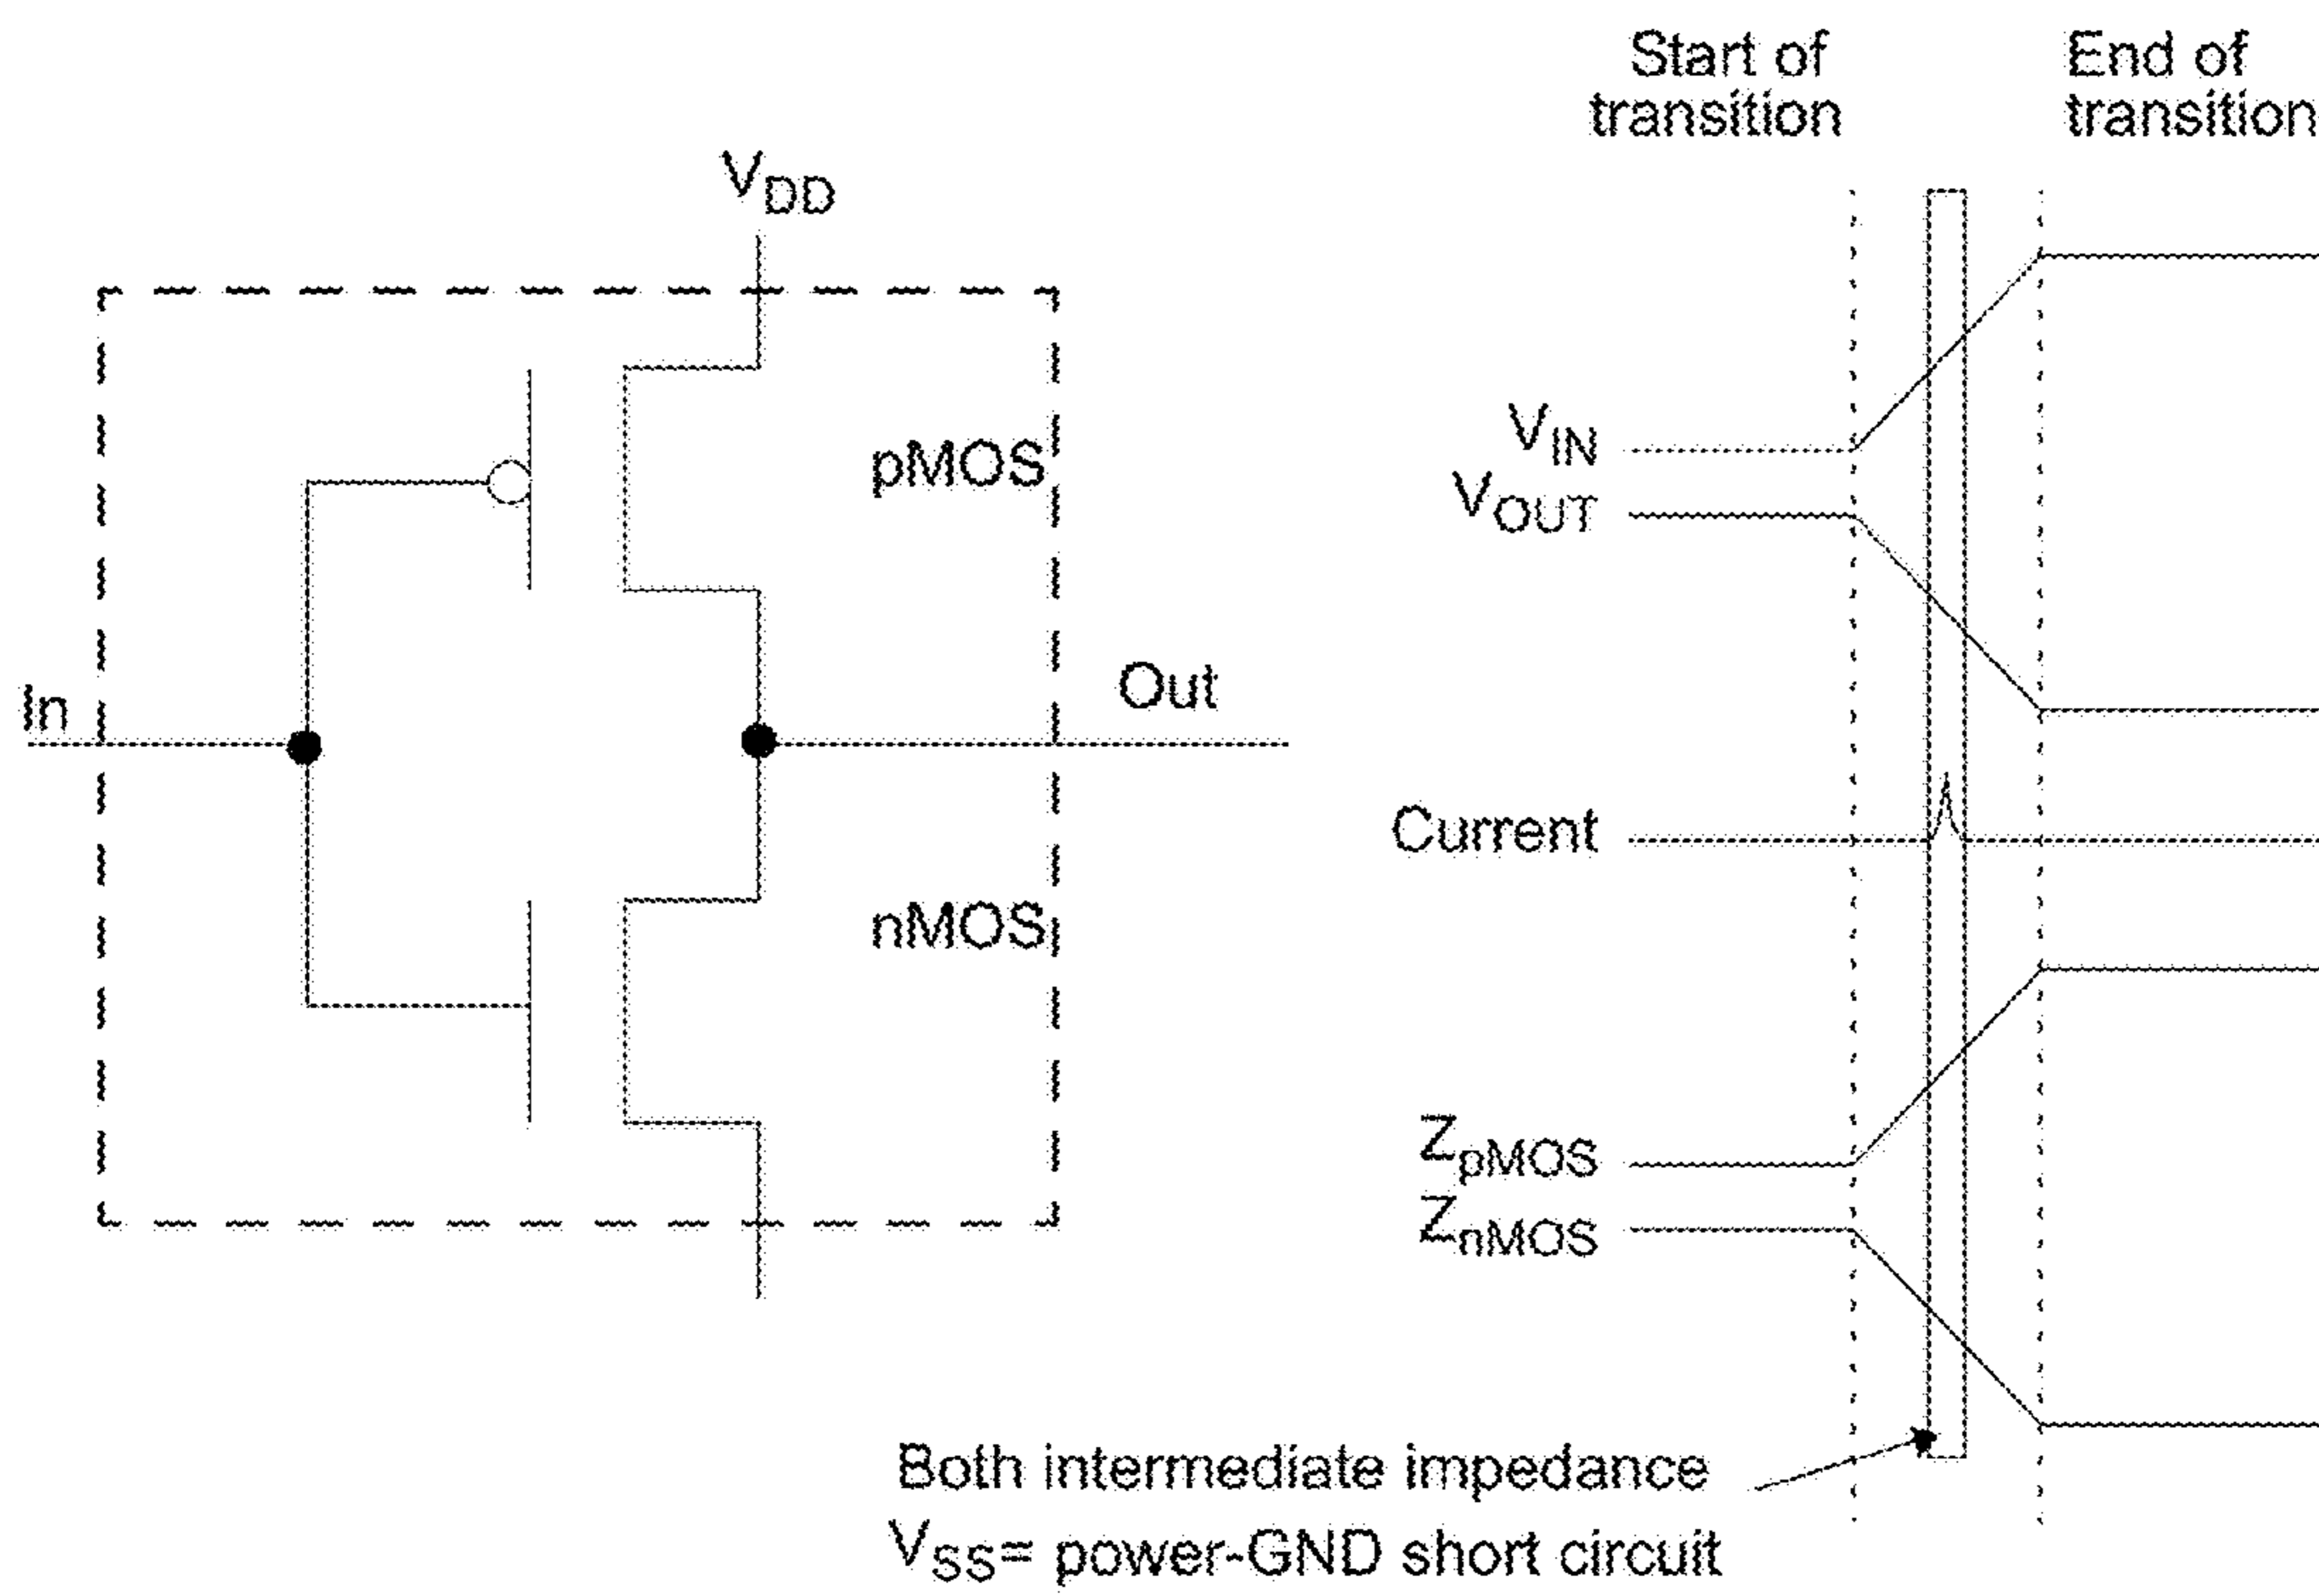 Start of
transition
End of
transition
VDD
pMOS
In
Out
nMOS
VIN
VOUT
Current
ZpMOS
ZnMOS
Both intermediate impedance
VSS= power-GND short circuit